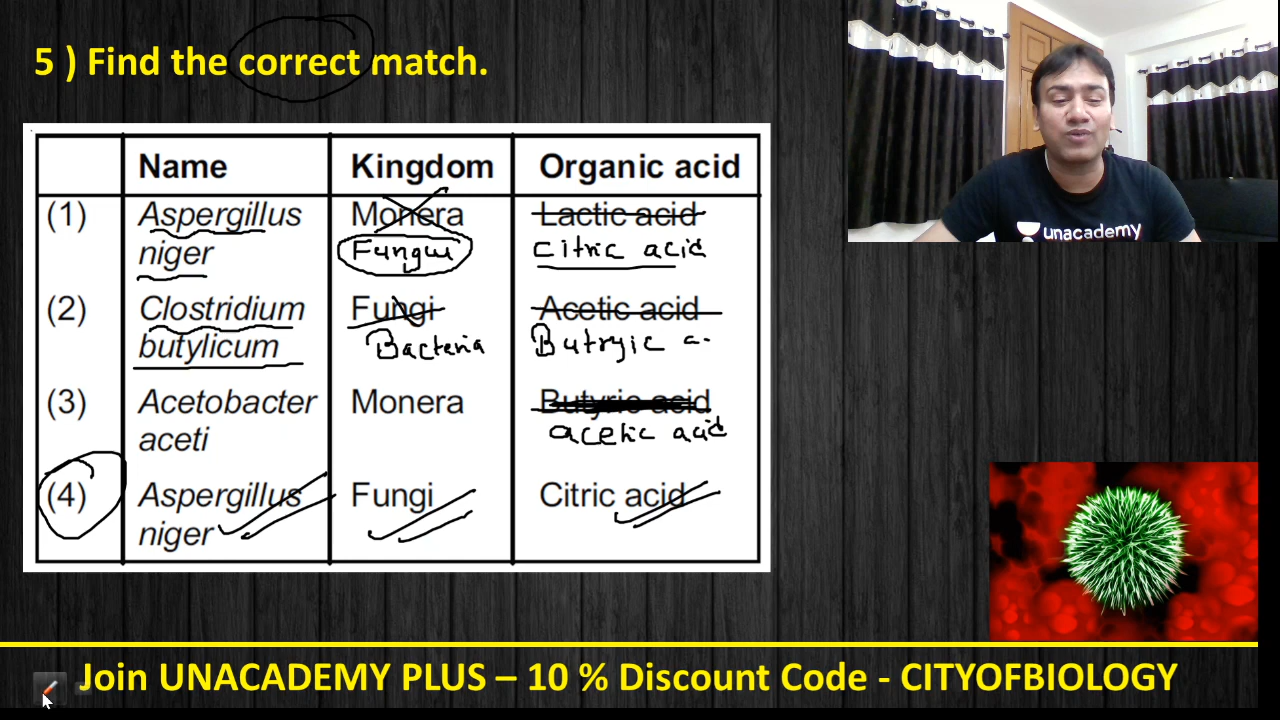 5 ) Find the correct match.
unacademy
Name Kingdom Organic acid
(1) Aspergillus Monera Lactic acid
niger Fungus Citric acid
(2) Clostridium Fungi Acetic acid
butylicum Bacteria Butryic a.
(3) Acetobacter Monera Butyric acid
aceti acetic acid
(4) Aspergillus Fungi Citric acid
niger
Join UNACADEMY PLUS – 10 % Discount Code - CITYOFBIOLOGY